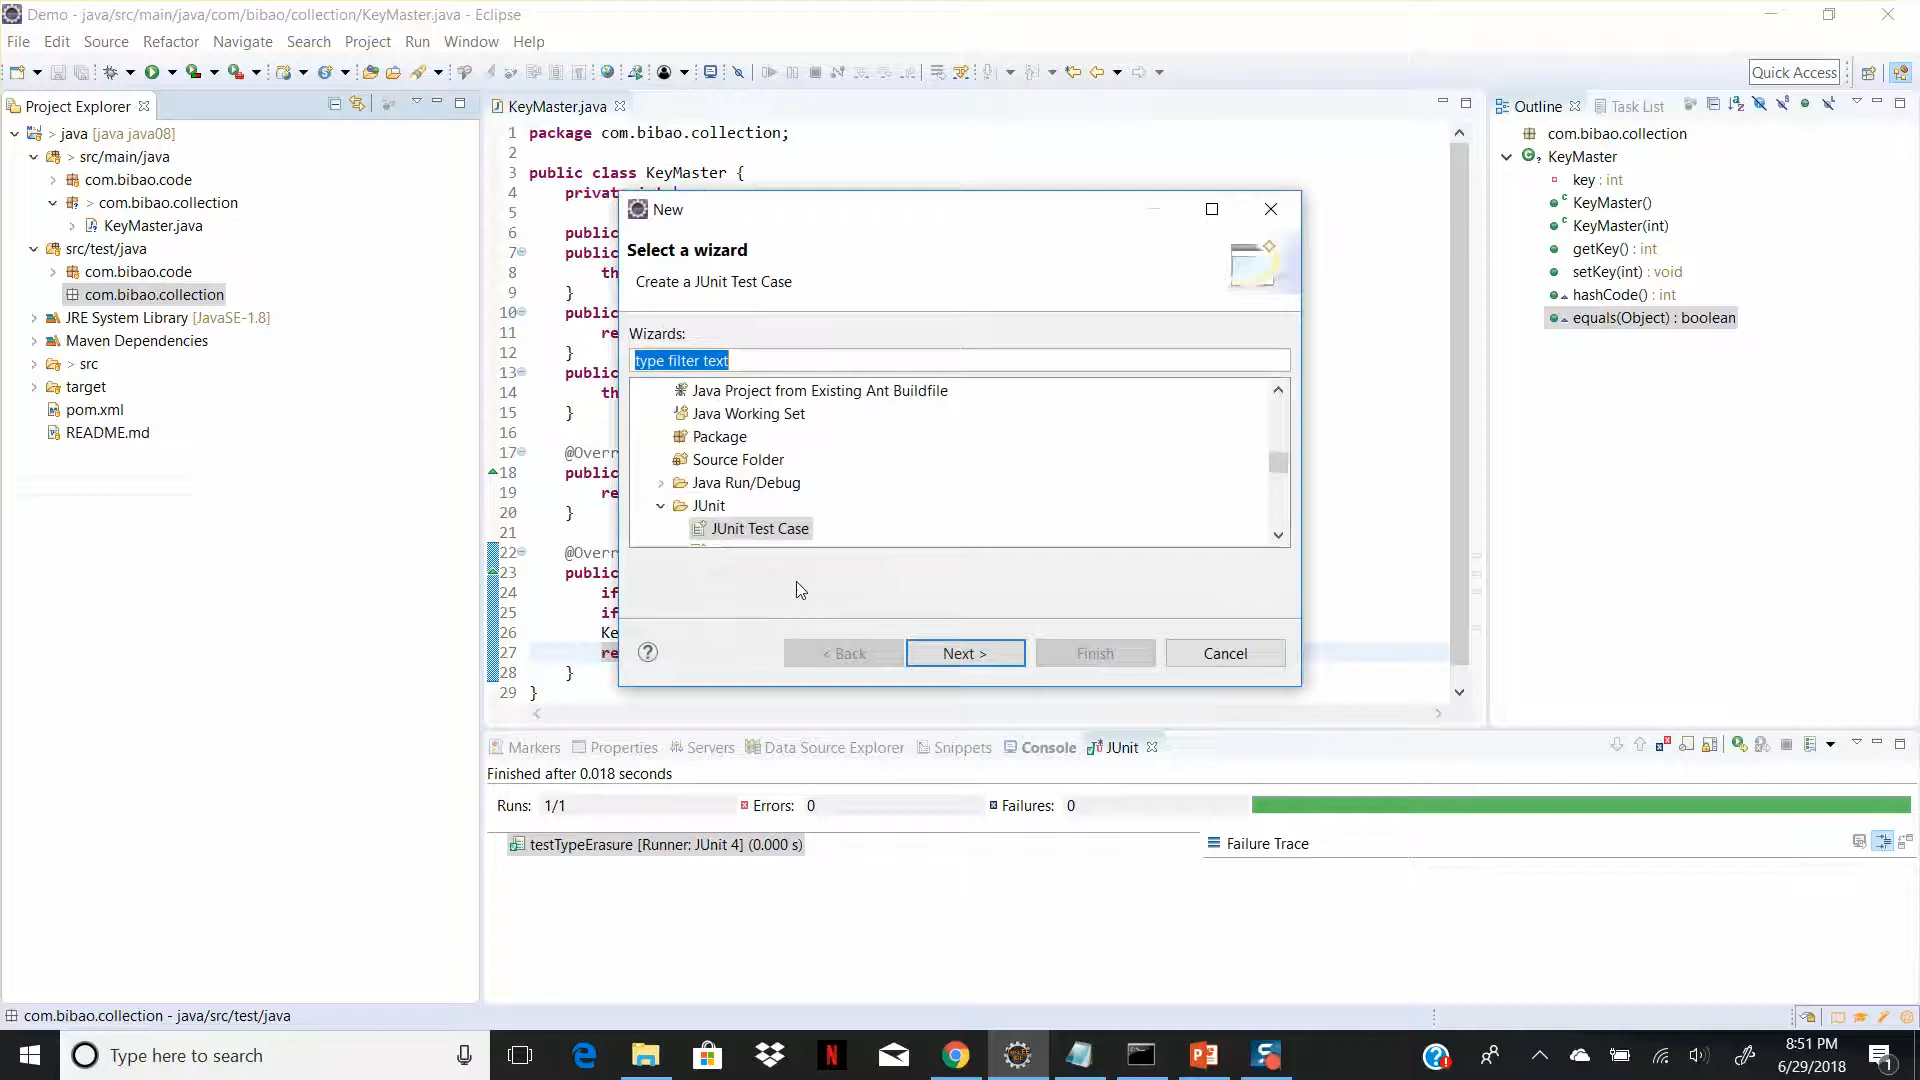 Demo - java/src/main/java/com/bibao/collection/KeyMaster.java - Eclipse
File Edit Source Refactor Navigate Search Project Run Window Help
Quick Access
Project Explorer
java [java java08]
> src/main/java
com.bibao.code
> com.bibao.collection
KeyMaster.java
src/test/java
com.bibao.code
com.bibao.collection
JRE System Library [JavaSE-1.8]
Maven Dependencies
> src
target
pom.xml
README.md
KeyMaster.java
1 package com.bibao.collection;
2
3 public class KeyMaster {
4 privat
5
6 public
7 public
8 th
9 }
10 public
11 re
12 }
13 public
14 th
15 }
16
17 @Overr
18 public
19 re
20 }
21
22 @Overr
23 public
24 if
25 if
26 Ke
27 re
28 }
29 }
New
Select a wizard
Create a JUnit Test Case
Wizards:
type filter text
Java Project from Existing Ant Buildfile
Java Working Set
Package
Source Folder
Java Run/Debug
JUnit
JUnit Test Case
< Back Next > Finish Cancel
Outline Task List
com.bibao.collection
KeyMaster
key : int
KeyMaster()
KeyMaster(int)
getKey() : int
setKey(int) : void
hashCode() : int
equals(Object) : boolean
Markers Properties Servers Data Source Explorer Snippets Console JUnit
Finished after 0.018 seconds
Runs: 1/1 Errors: 0 Failures: 0
testTypeErasure [Runner: JUnit 4] (0.000 s)
Failure Trace
com.bibao.collection - java/src/test/java
Type here to search
8:51 PM
6/29/2018
1